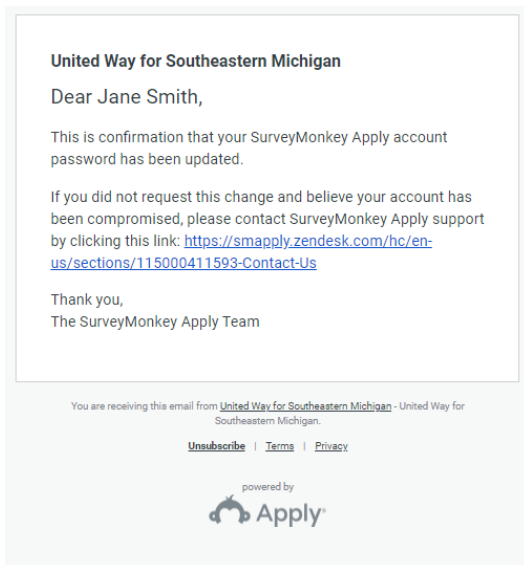 United Way for Southeastern Michigan
Dear Jane Smith,
This is confirmation that your SurveyMonkey Apply account
password has been updated.
If you did not request this change and believe your account has
been compromised, please contact SurveyMonkey Apply support
by clicking this link: https://smapply.zendesk.com/hc/en-
us/sections/115000411593-Contact-Us
Thank you,
The SurveyMonkey Apply Team
You are receiving this email from United Way for Southeastern Michigan - United Way for
Southeastern Michigan.
Unsubscribe | Terms | Privacy
powered by
Apply®